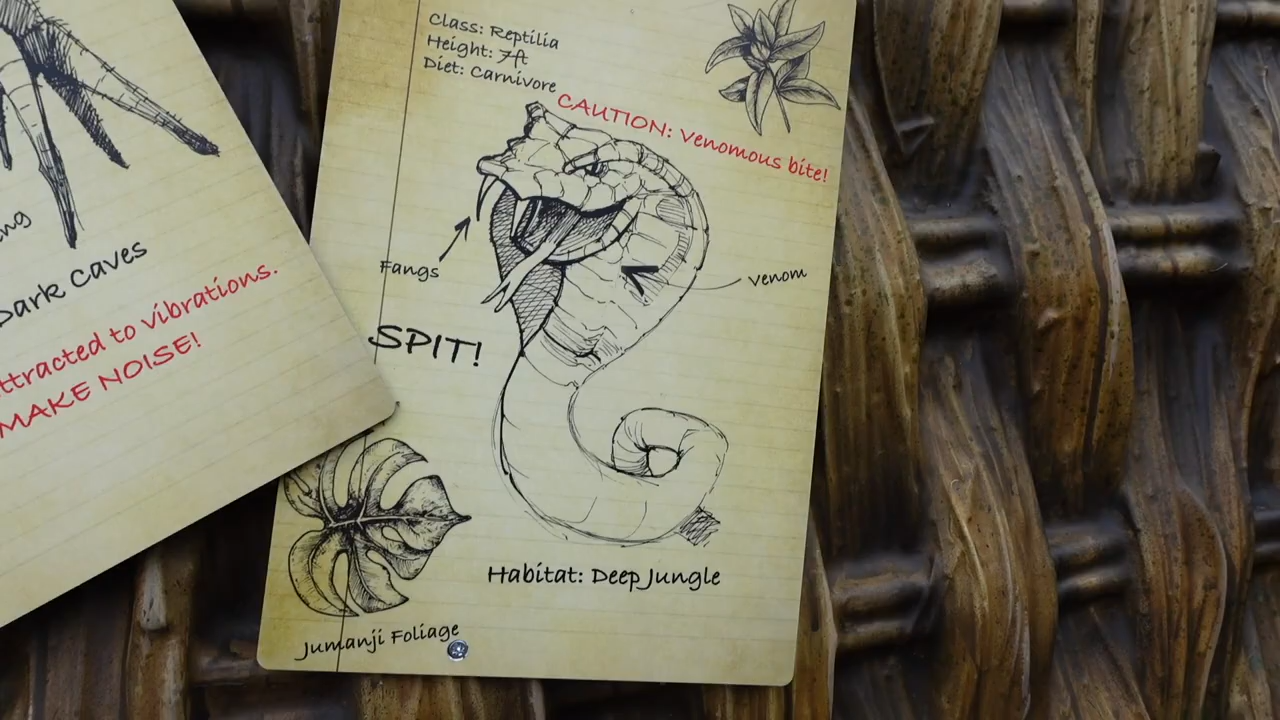 Dark Caves
attracted to vibrations.
MAKE NOISE!
Class: Reptilia
Height: 7ft
Diet: Carnivore
CAUTION: Venomous bite!
Fangs
venom
SPIT!
Habitat: Deep Jungle
Jumanji Foliage